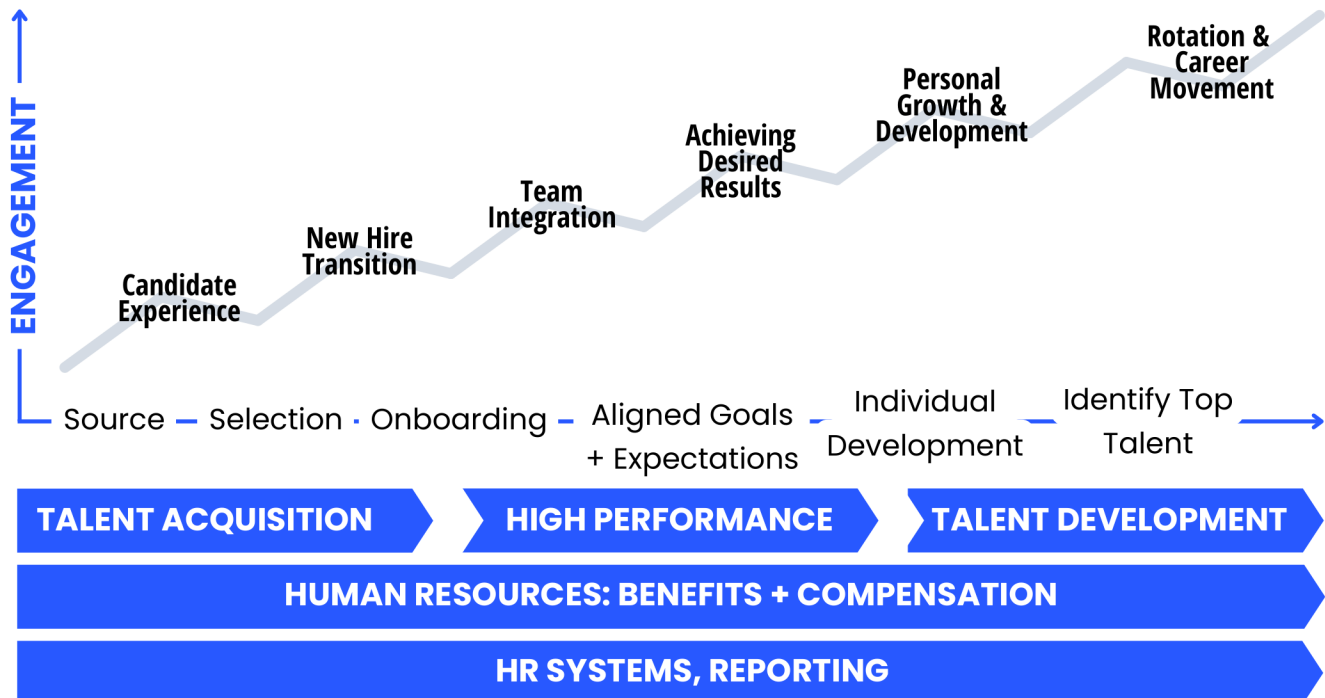 ENGAGEMENT
Rotation &
Career
Movement
Personal
Growth &
Development
Achieving
Desired
Results
Team
Integration
New Hire
Transition
Candidate
Experience
Source
Selection
Onboarding
Aligned Goals
+ Expectations
Individual
Development
Identify Top
Talent
TALENT ACQUISITION
HIGH PERFORMANCE
TALENT DEVELOPMENT
HUMAN RESOURCES: BENEFITS + COMPENSATION
HR SYSTEMS, REPORTING